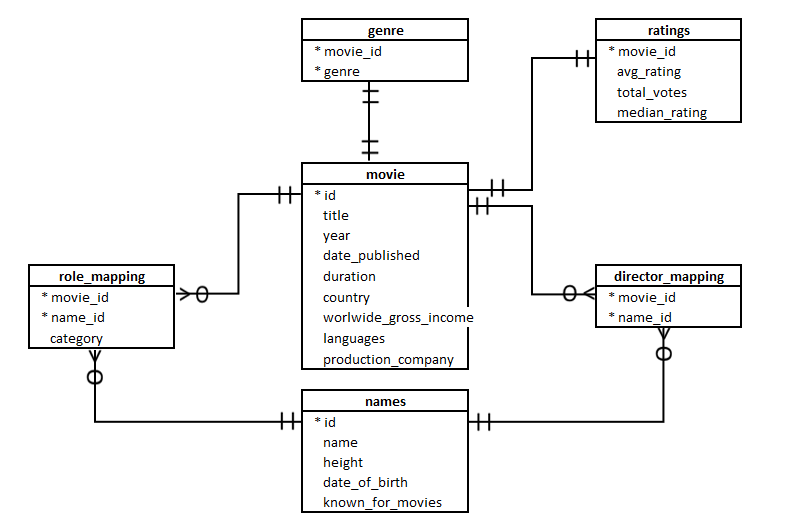 genre
* movie_id
* genre
ratings
* movie_id
avg_rating
total_votes
median_rating
movie
* id
title
year
date_published
duration
country
worlwide_gross_income
languages
production_company
role_mapping
* movie_id
* name_id
category
director_mapping
* movie_id
* name_id
names
* id
name
height
date_of_birth
known_for_movies